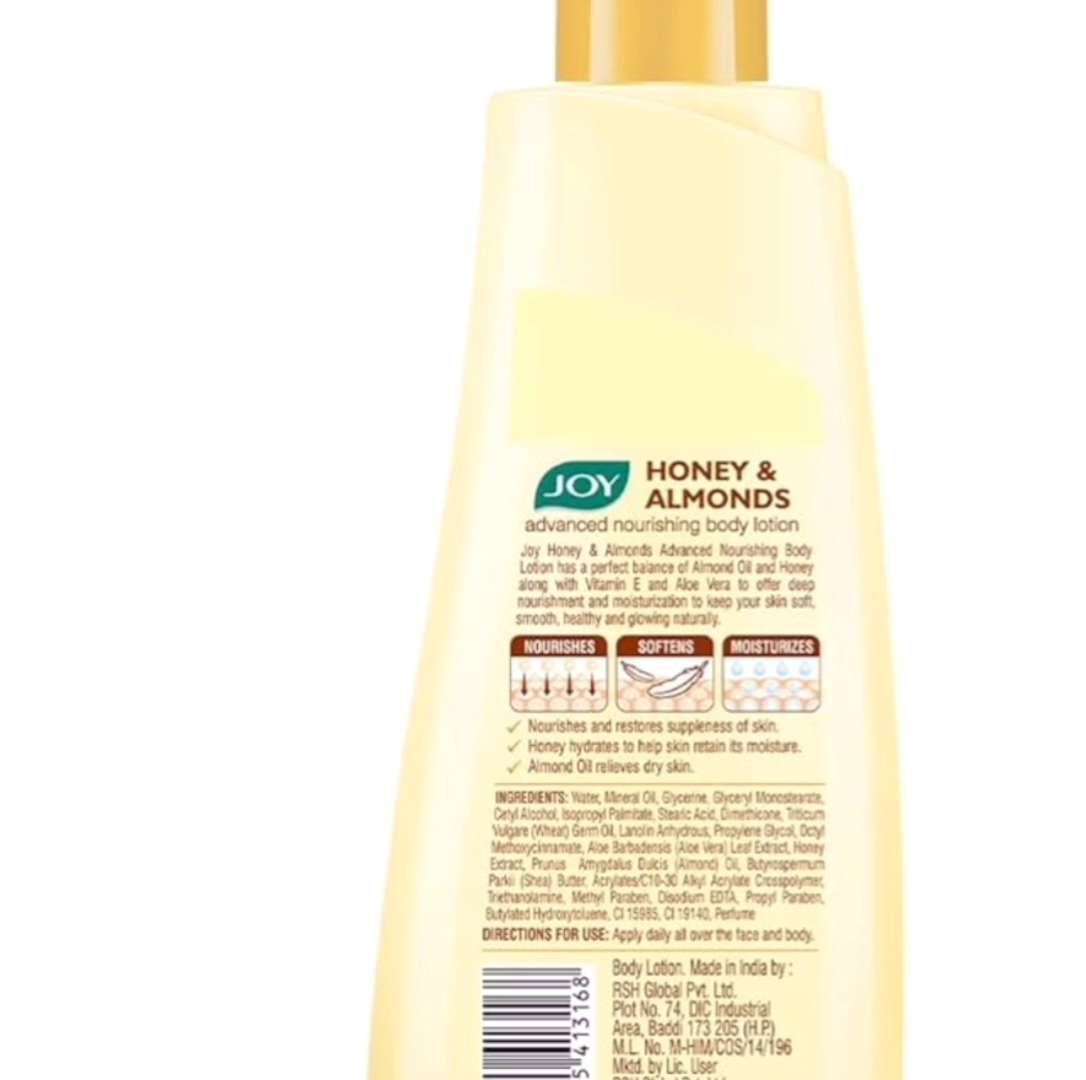 JOY
HONEY &
ALMONDS
advanced nourishing body lotion
Joy Honey & Almonds Advanced Nourishing Body
Lotion has a perfect balance of Almond Oil and Honey
along with Vitamin E and Aloe Vera to offer deep
nourishment and moisturization to keep your skin soft,
smooth, healthy and glowing naturally.
NOURISHES
SOFTENS
MOISTURIZES
Nourishes and restores suppleness of skin.
Honey hydrates to help skin retain its moisture.
Almond Oil relieves dry skin.
INGREDIENTS: Water, Mineral Oil, Glycerine, Glyceryl Monostearate,
Cetyl Alcohol, Isopropyl Palmitate, Stearic Acid, Dimethicone, Triticum
Vulgare (Wheat) Germ Oil, Lanolin Anhydrous, Propylene Glycol, Octyl
Methoxycinnamate, Aloe Barbadensis (Aloe Vera) Leaf Extract, Honey
Extract, Prunus Amygdalus Dulcis (Almond) Oil, Butyrospermum
Parkii (Shea) Butter, Acrylates/C10-30 Alkyl Acrylate Crosspolymer,
Triethanolamine, Methyl Paraben, Disodium EDTA, Propyl Paraben,
Butylated Hydroxytoluene, CI 15985, CI 19140, Perfume
DIRECTIONS FOR USE: Apply daily all over the face and body.
5"413168
Body Lotion. Made in India by :
RSH Global Pvt. Ltd.
Plot No. 74, DIC Industrial
Area, Baddi 173 205 (H.P.)
M.L. No. M-HIM/COS/14/196
Mktd. by Lic. User